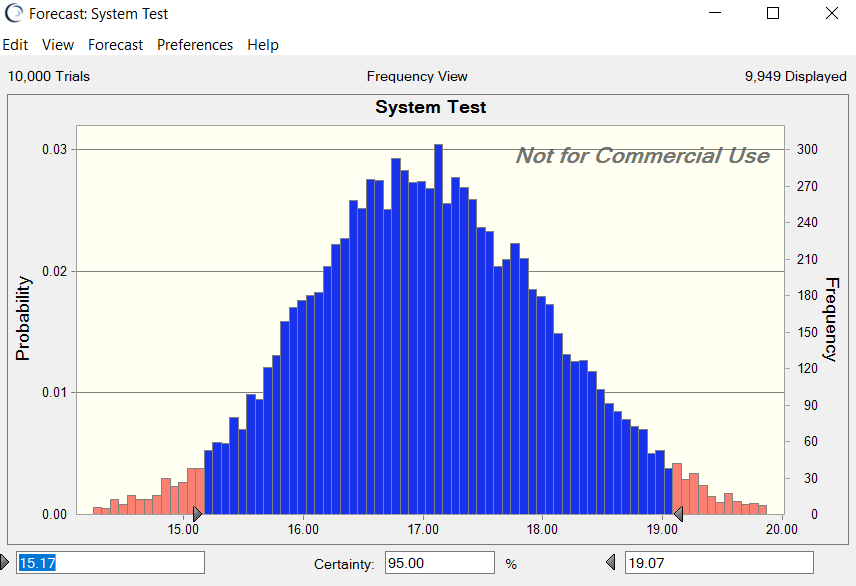 Forecast: System Test
Edit View Forecast Preferences Help
10,000 Trials Frequency View 9,949 Displayed
System Test
Not for Commercial Use
Probability
0.03
0.02
0.01
0.00
300
270
240
210
180
150
120
90
60
30
0
Frequency
15.00 16.00 17.00 18.00 19.00 20.00
15.17 Certainty: 95.00 % 19.07